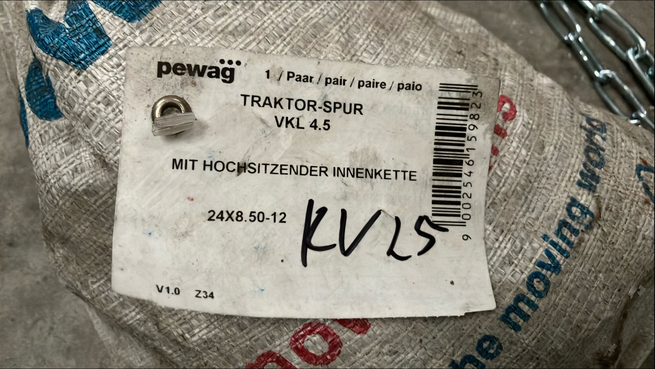 pewag
1 / Paar / pair / paire / paio
TRAKTOR-SPUR
VKL 4.5
MIT HOCHSITZENDER INNENKETTE
24X8.50-12
KV25
V1.0 Z34
9 002546 159823
the moving world